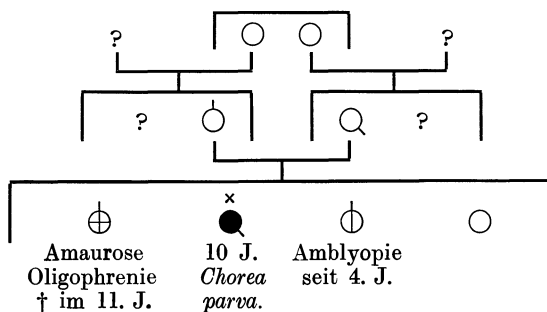 ? ?
? ?
×
Amaurose
Oligophrenie
† im 11. J.
10 J.
Chorea
parva.
Amblyopie
seit 4. J.